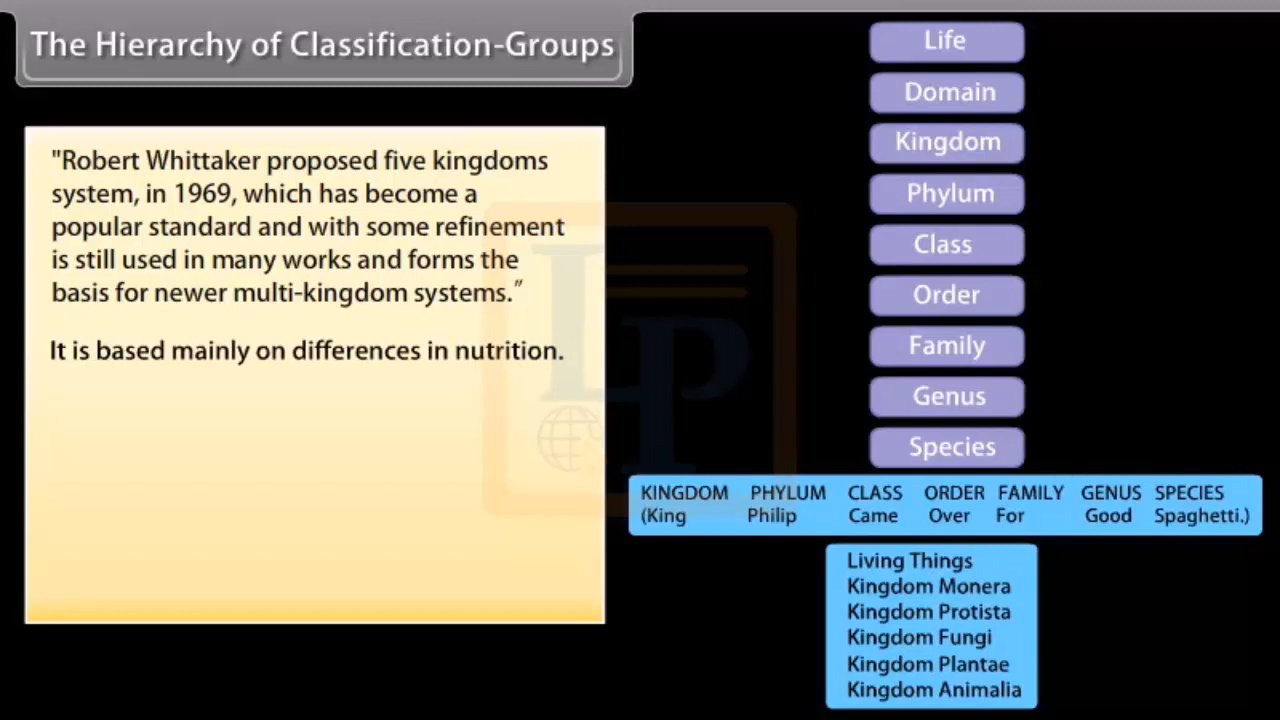 The Hierarchy of Classification-Groups
"Robert Whittaker proposed five kingdoms
system, in 1969, which has become a
popular standard and with some refinement
is still used in many works and forms the
basis for newer multi-kingdom systems.”
It is based mainly on differences in nutrition.
Life
Domain
Kingdom
Phylum
Class
Order
Family
Genus
Species
KINGDOM PHYLUM CLASS ORDER FAMILY GENUS SPECIES
(King Philip Came Over For Good Spaghetti.)
Living Things
Kingdom Monera
Kingdom Protista
Kingdom Fungi
Kingdom Plantae
Kingdom Animalia
LP